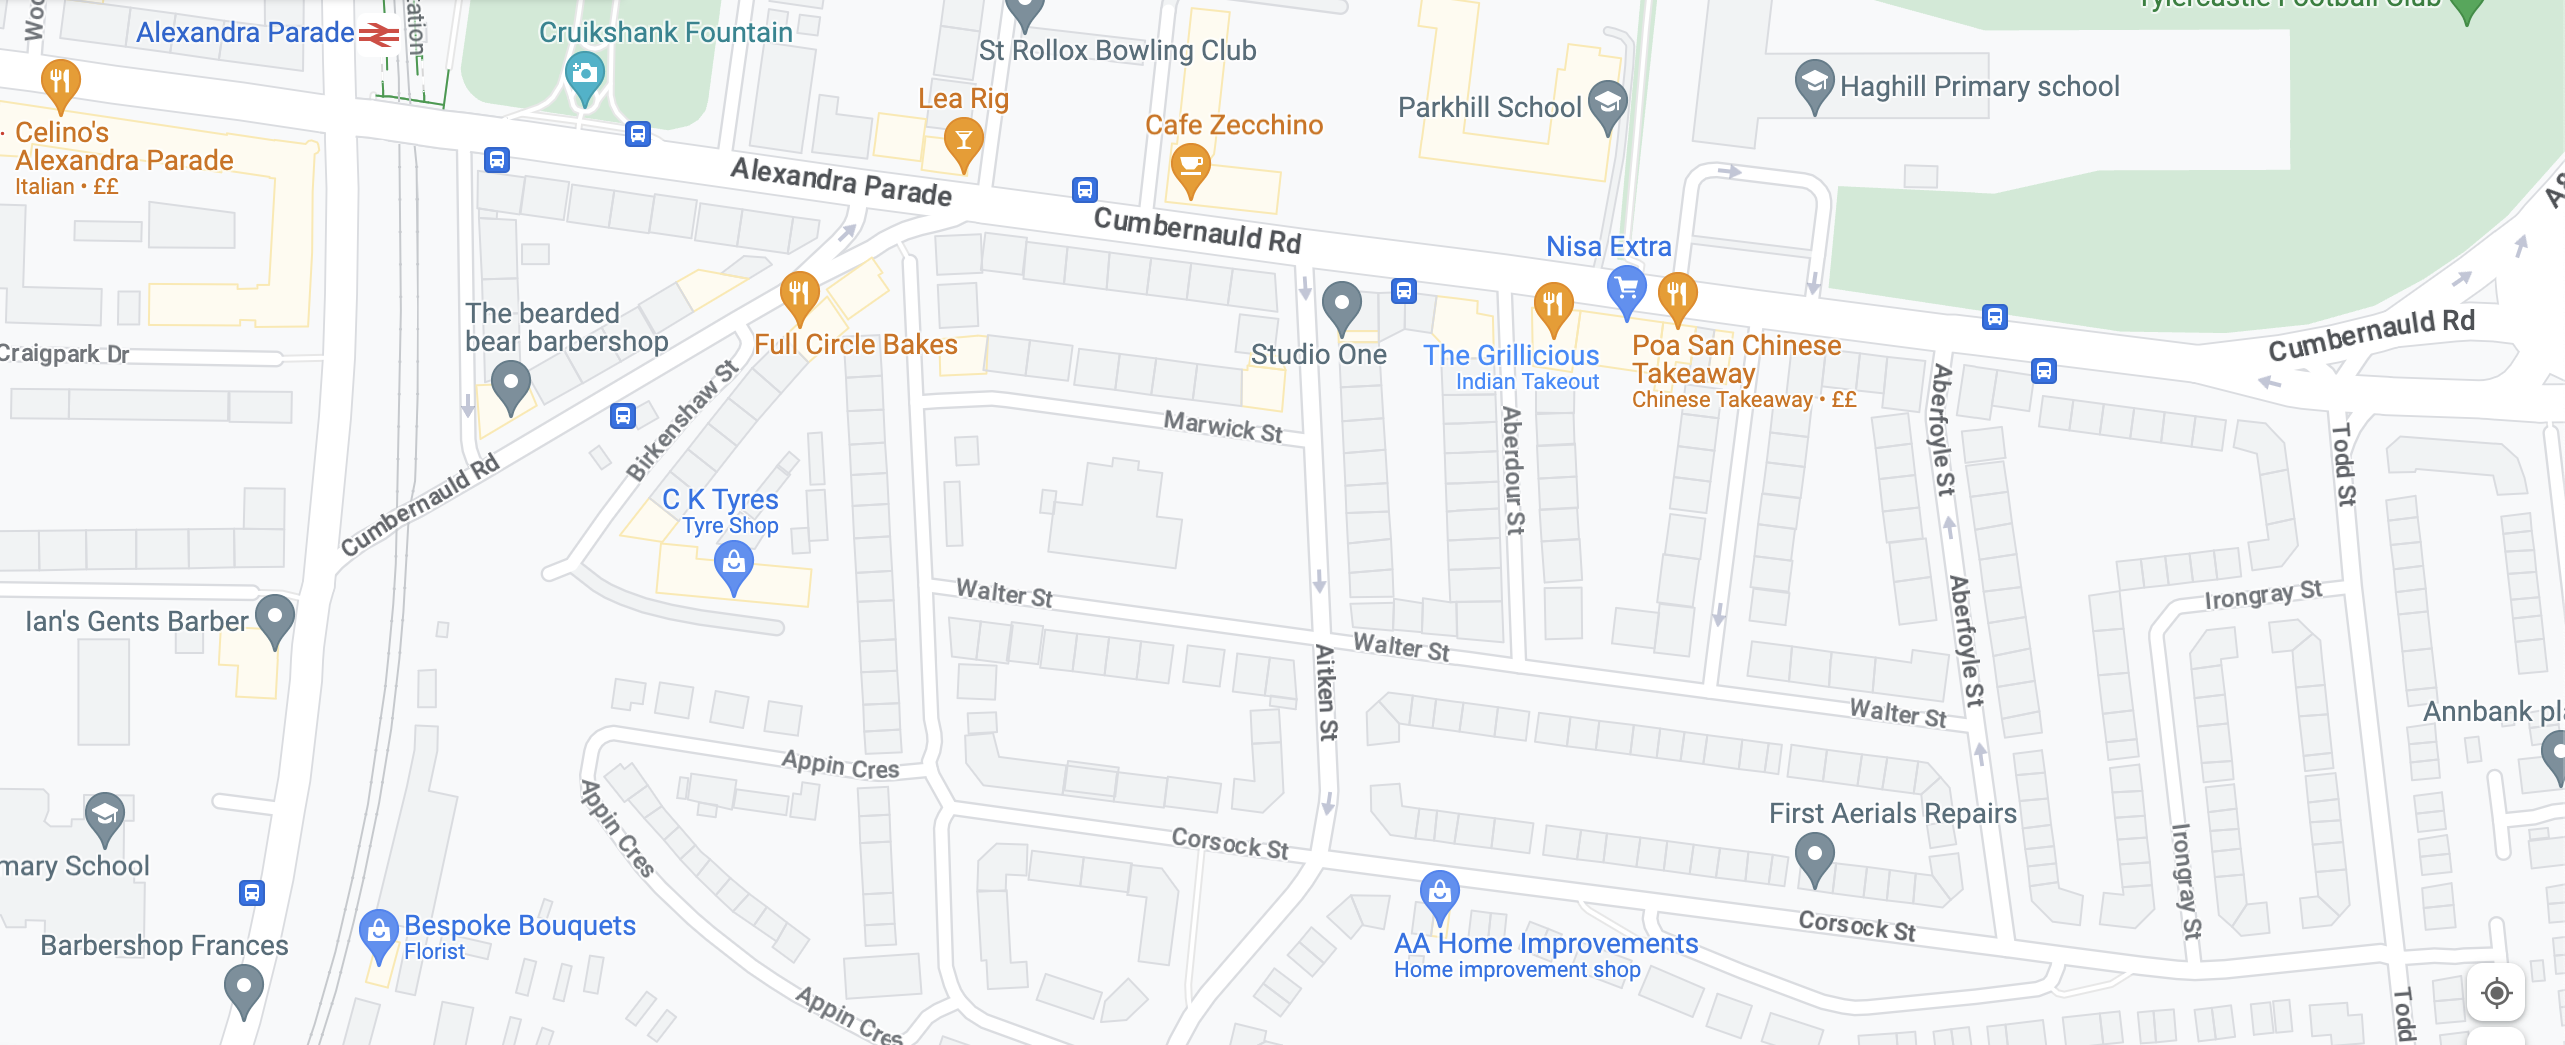 Alexandra Parade
Cruikshank Fountain
St Rollox Bowling Club
Football Club
Haghill Primary school
Parkhill School
Lea Rig
Cafe Zecchino
Celino's
Alexandra Parade
Italian • ££
Alexandra Parade
Cumbernauld Rd
Nisa Extra
The bearded
bear barbershop
Full Circle Bakes
Studio One
The Grillicious
Indian Takeout
Poa San Chinese
Takeaway
Chinese Takeaway • ££
Cumbernauld Rd
Craigpark Dr
Birkenshaw St
Marwick St
Aberdour St
Aberfoyle St
Todd St
Cumbernauld Rd
C K Tyres
Tyre Shop
Walter St
Walter St
Aitken St
Aberfoyle St
Irongray St
Ian's Gents Barber
Walter St
Annbank
Appin Cres
Appin Cres
Corsock St
First Aerials Repairs
Irongray St
School
Bespoke Bouquets
Florist
Barbershop Frances
AA Home Improvements
Home improvement shop
Corsock St
Appin Cres
Todd